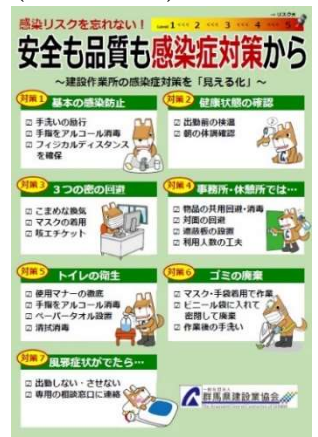 感染リスクを忘れない！
Level 1 <<< 2 <<< 3 <<< 4 <<< 5
安全も品質も感染症対策から
～建設作業所の感染症対策を「見える化」～
対策1 基本の感染防止
☑ 手洗いの励行
☑ 手指をアルコール消毒
☑ フィジカルディスタンス
を確保
対策2 健康状態の確認
☑ 出勤前の検温
☑ 朝の体調確認
対策3 3つの密の回避
☑ こまめな換気
☑ マスクの着用
☑ 咳エチケット
対策4 事務所・休憩所では…
☑ 物品の共用回避・消毒
☑ 対面の回避
☑ 遮蔽板の設置
☑ 利用人数の工夫
対策5 トイレの衛生
☑ 使用マナーの徹底
☑ 手指をアルコール消毒
☑ ペーパータオル設置
☑ 清拭消毒
対策6 ゴミの廃棄
☑ マスク・手袋着用で作業
☑ ビニール袋に入れて
密閉して廃棄
☑ 作業後の手洗い
対策7 風邪症状がでたら…
☑ 出勤しない・させない
☑ 専用の相談窓口に連絡
一般社団法人
群馬県建設業協会